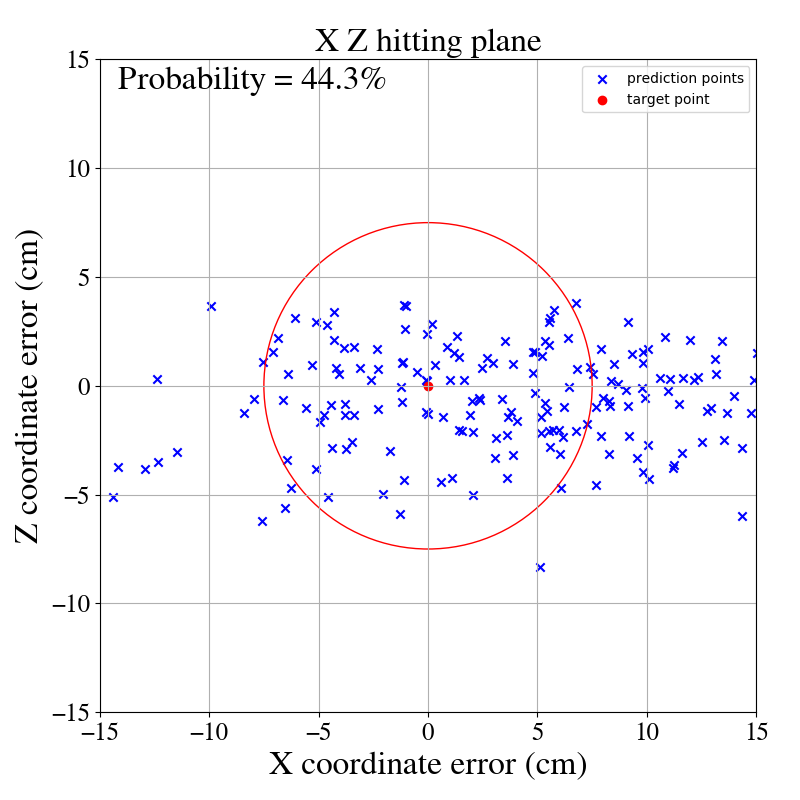 X Z hitting plane
Probability = 44.3%
prediction points
target point
15
10
5
0
−5
−10
−15
Z coordinate error (cm)
−15
−10
−5
0
5
10
15
X coordinate error (cm)